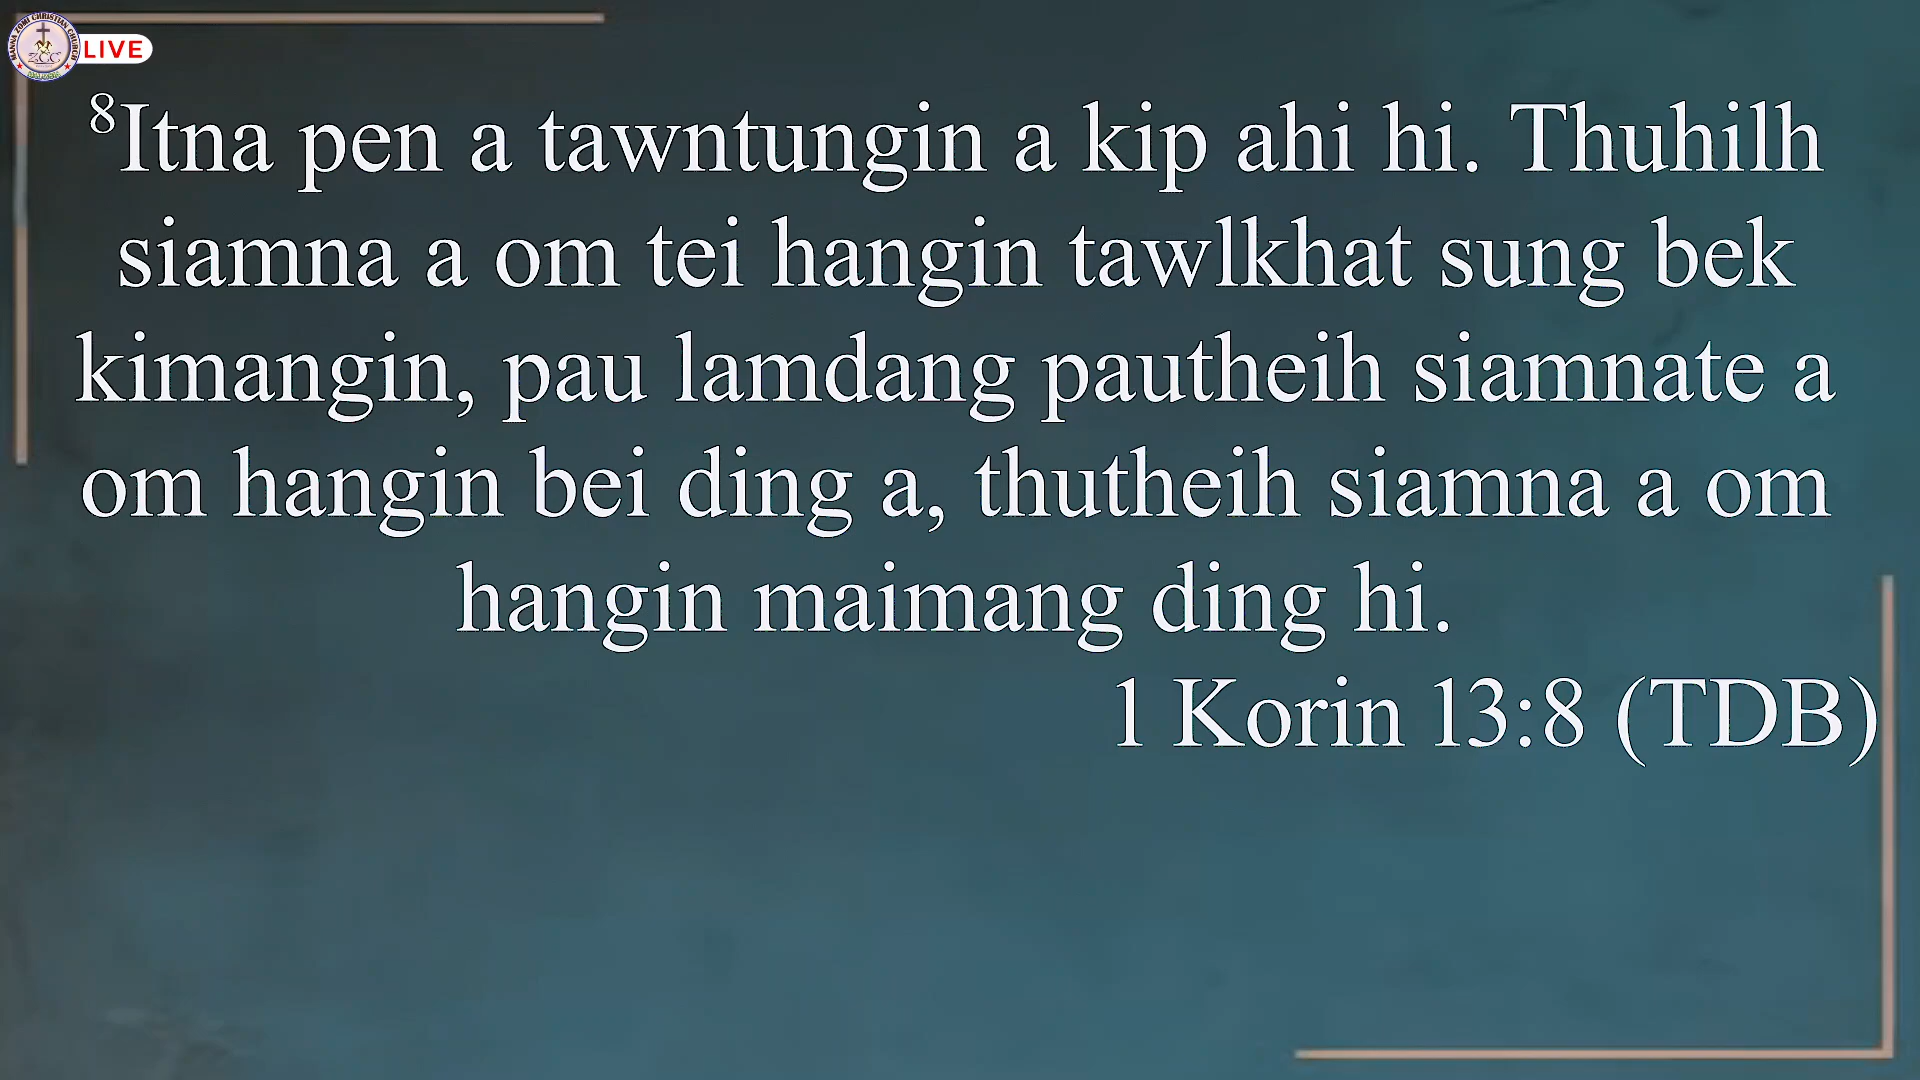 LIVE
⁸Itna pen a tawntungin a kip ahi hi. Thuhilh
siamna a om tei hangin tawlkhat sung bek
kimangin, pau lamdang pautheih siamnate a
om hangin bei ding a, thutheih siamna a om
hangin maimang ding hi.
1 Korin 13:8 (TDB)